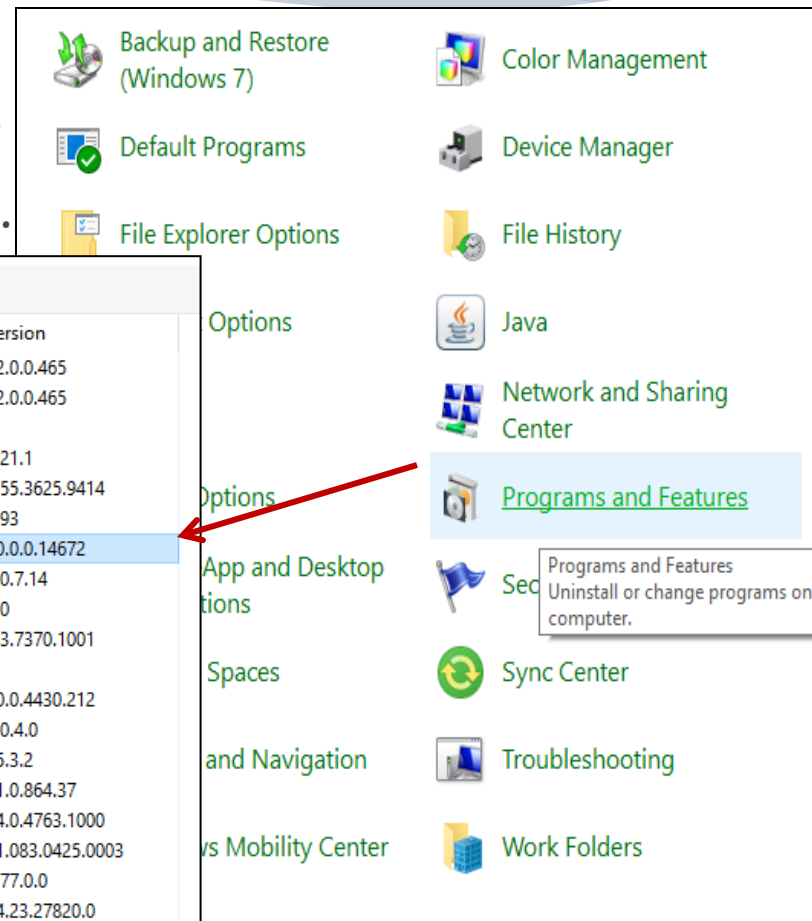 Backup and Restore
(Windows 7)
Color Management
Default Programs
Device Manager
File Explorer Options
File History
Options
Java
Network and Sharing
Center
Options
Programs and Features
App and Desktop
tions
Programs and Features
Uninstall or change programs on
computer.
Spaces
Sync Center
and Navigation
Troubleshooting
Mobility Center
Work Folders
ersion
2.0.0.465
2.0.0.465
21.1
55.3625.9414
93
0.0.0.14672
0.7.14
0
3.7370.1001
0.0.4430.212
0.4.0
5.3.2
1.0.864.37
4.0.4763.1000
1.083.0425.0003
77.0.0
4.23.27820.0